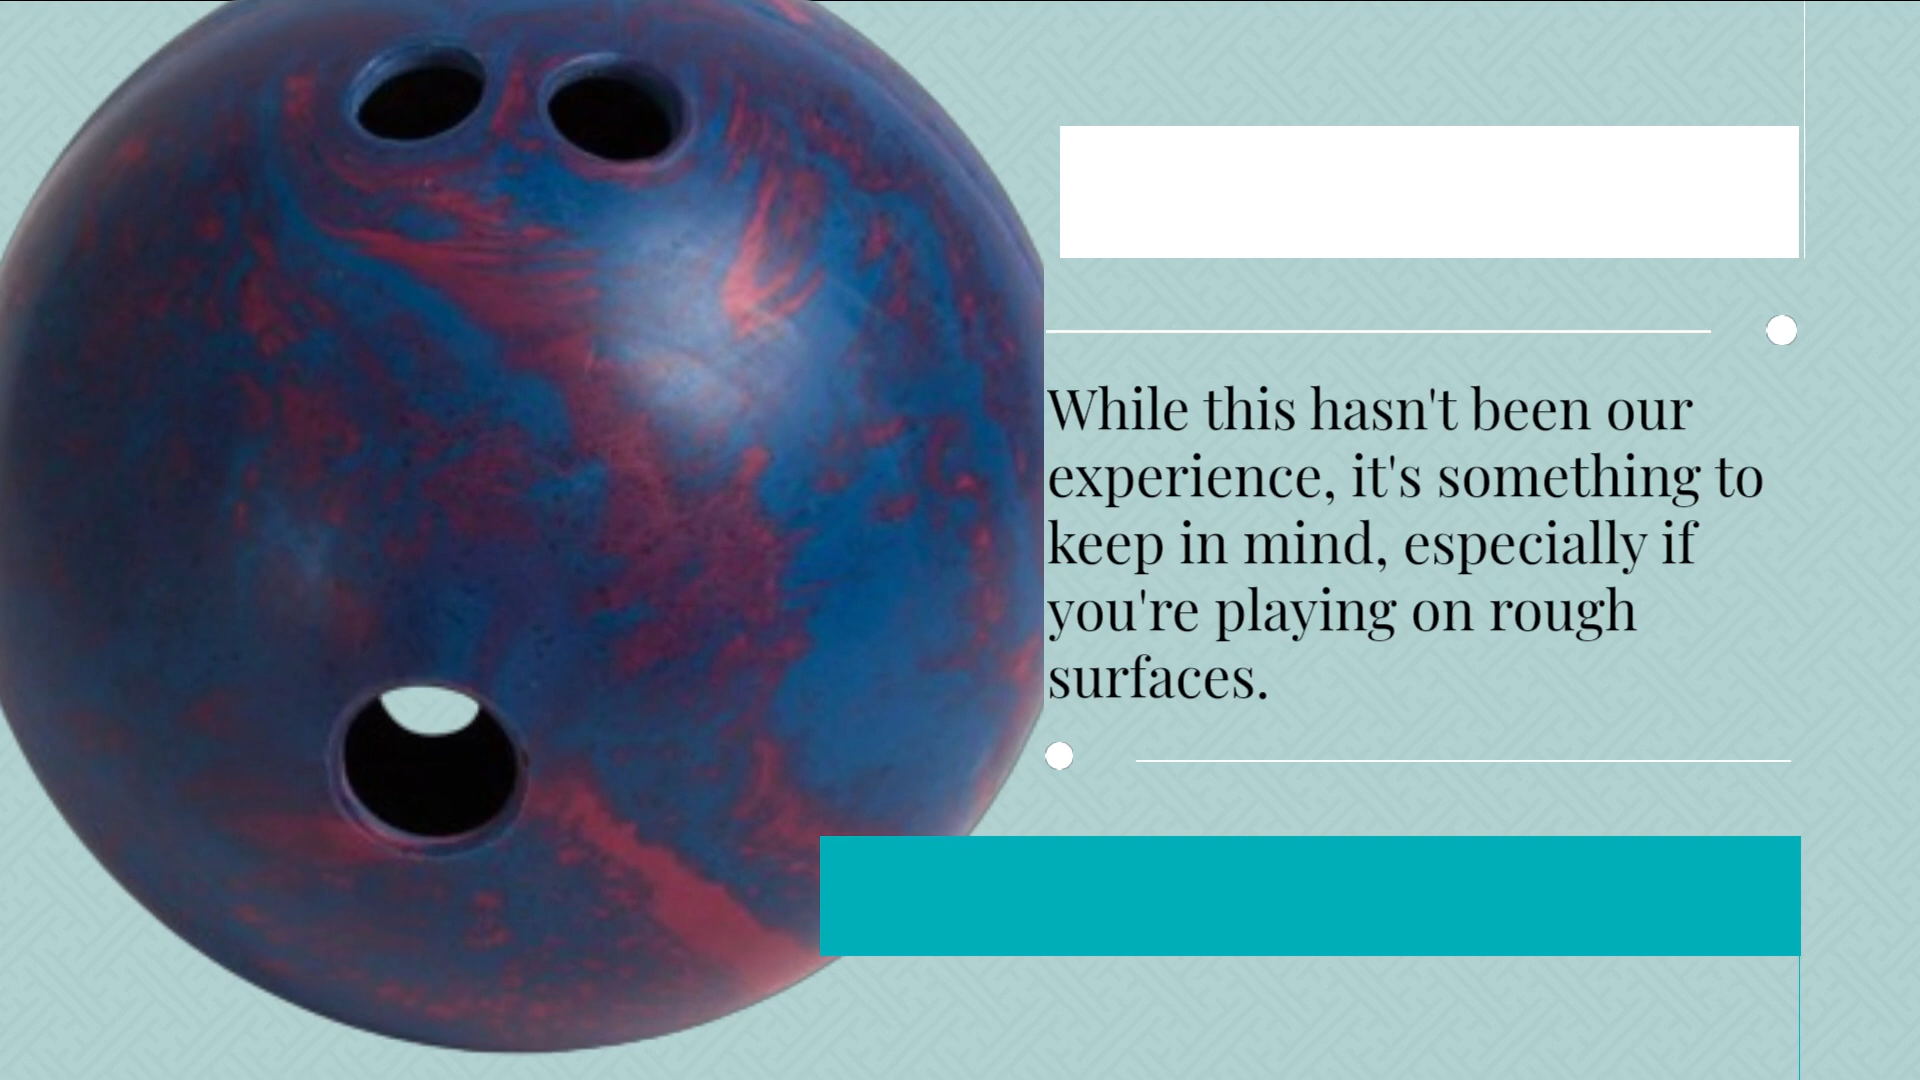 While this hasn't been our
experience, it's something to
keep in mind, especially if
you're playing on rough
surfaces.